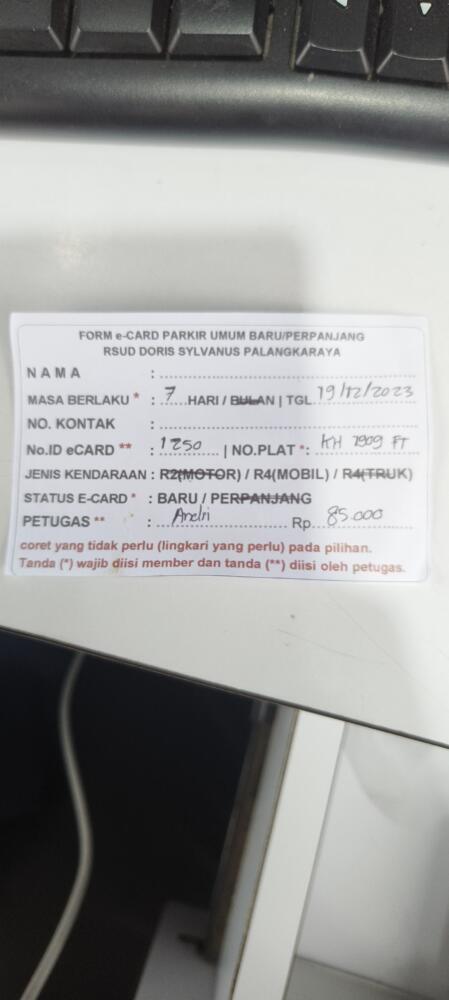 FORM e-CARD PARKIR UMUM BARU/PERPANJANG
RSUD DORIS SYLVANUS PALANGKARAYA
NAMA :
MASA BERLAKU * : 7 HARI / BULAN | TGL 19/12/2023
NO. KONTAK :
No.ID eCARD ** : 1250 | NO.PLAT * : KH 1909 FT
JENIS KENDARAAN : R2(MOTOR) / R4(MOBIL) / R4(TRUK)
STATUS E-CARD * : BARU / PERPANJANG
PETUGAS ** : Andri Rp. 85.000
coret yang tidak perlu (lingkari yang perlu) pada pilihan.
Tanda (*) wajib diisi member dan tanda (**) diisi oleh petugas.